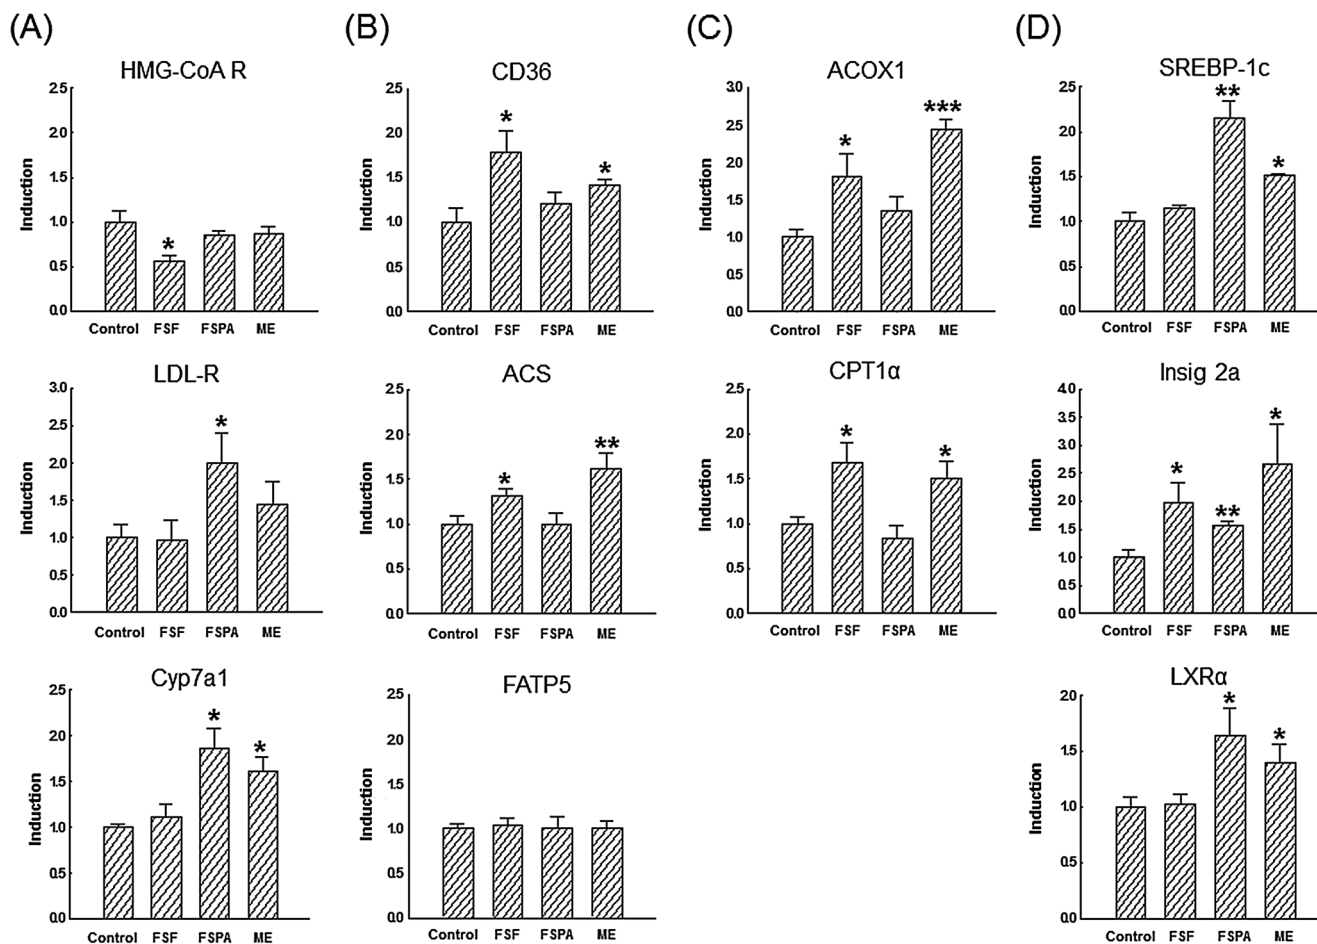 (A)
HMG-CoA R
Induction
2.5
2.0
1.5
1.0
0.5
0.0
*
Control FSF FSPA ME
LDL-R
Induction
3.0
2.5
2.0
1.5
1.0
0.5
0.0
*
Control FSF FSPA ME
Cyp7a1
Induction
2.5
2.0
1.5
1.0
0.5
0.0
* *
Control FSF FSPA ME
(B)
CD36
Induction
2.5
2.0
1.5
1.0
0.5
0.0
* *
Control FSF FSPA ME
ACS
Induction
2.5
2.0
1.5
1.0
0.5
0.0
* **
Control FSF FSPA ME
FATP5
Induction
2.5
2.0
1.5
1.0
0.5
0.0
Control FSF FSPA ME
(C)
ACOX1
Induction
3.0
2.5
2.0
1.5
1.0
0.5
0.0
* ***
Control FSF FSPA ME
CPT1α
Induction
2.5
2.0
1.5
1.0
0.5
0.0
* *
Control FSF FSPA ME
(D)
SREBP-1c
Induction
2.5
2.0
1.5
1.0
0.5
0.0
** *
Control FSF FSPA ME
Insig 2a
Induction
4.0
3.5
3.0
2.5
2.0
1.5
1.0
0.5
0.0
* ** *
Control FSF FSPA ME
LXRα
Induction
2.0
1.5
1.0
0.5
0.0
* *
Control FSF FSPA ME